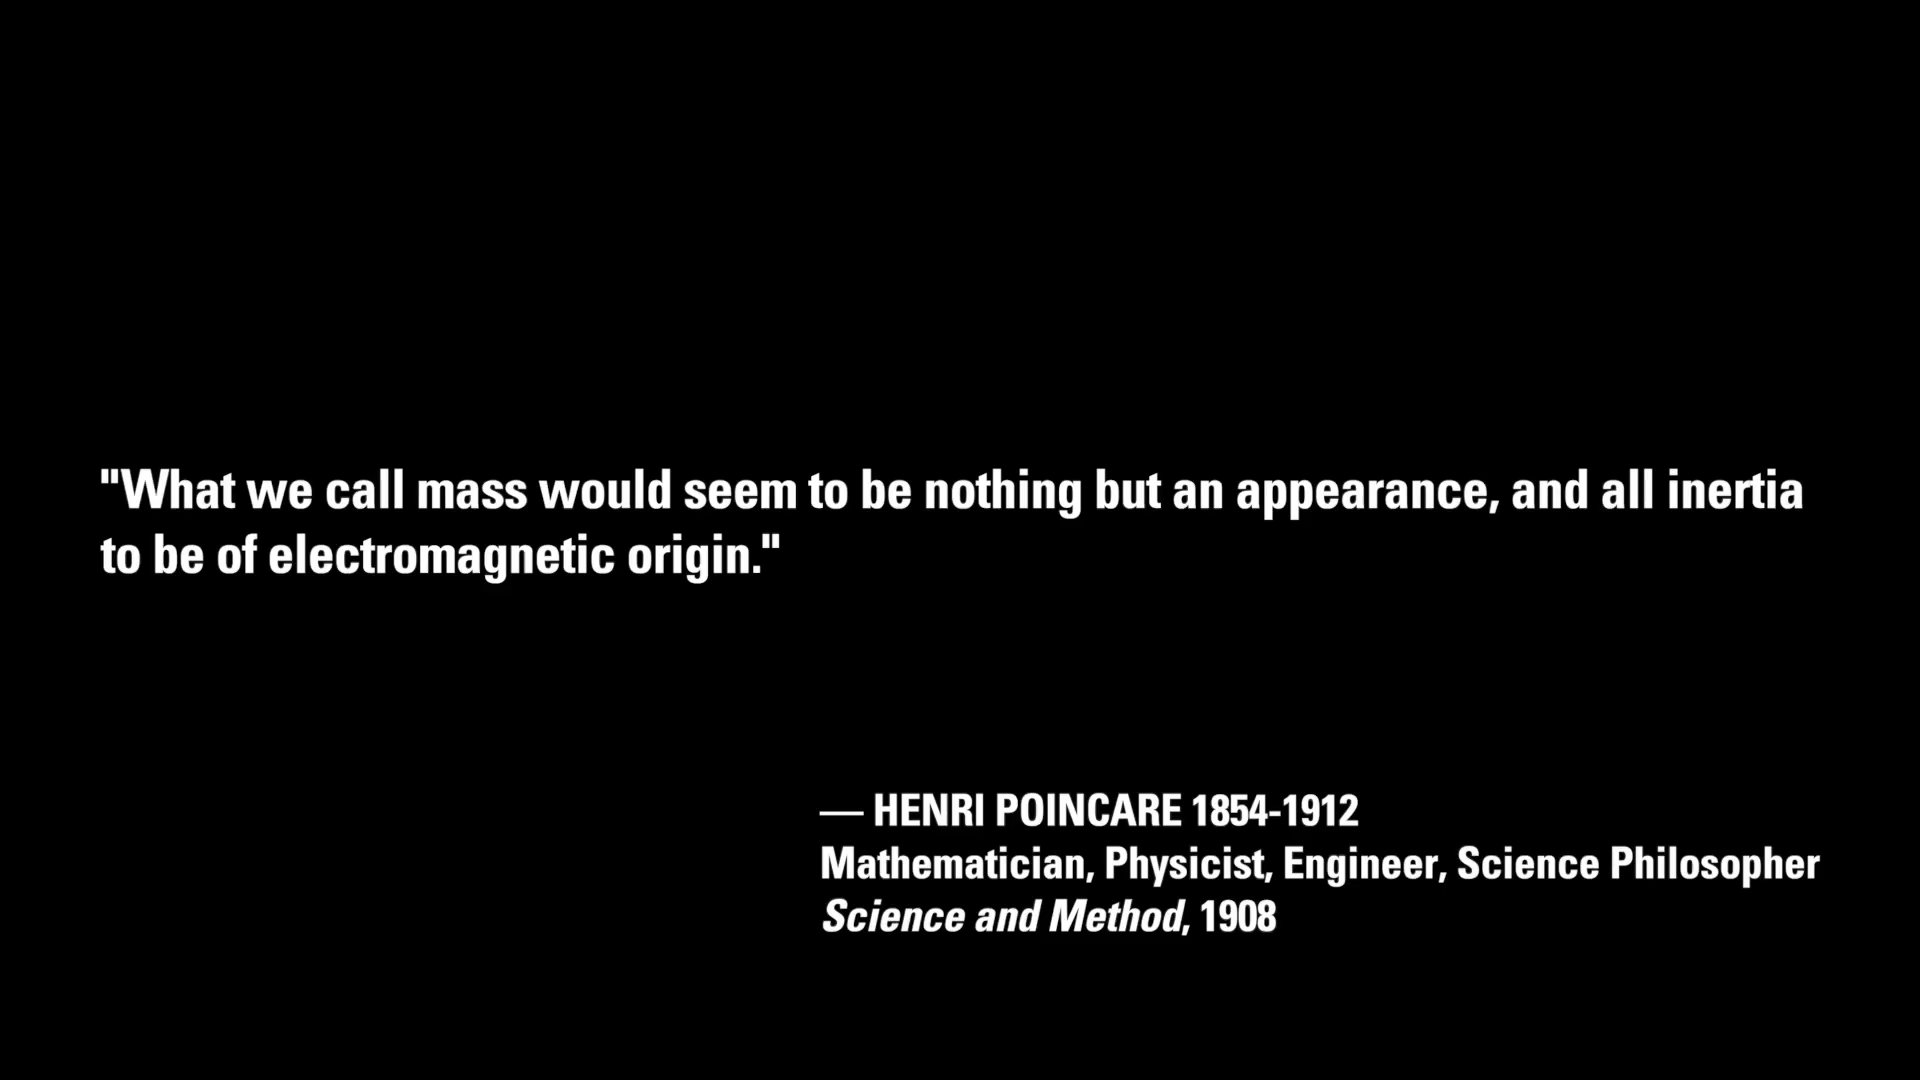 "What we call mass would seem to be nothing but an appearance, and all inertia
to be of electromagnetic origin."
— HENRI POINCARE 1854-1912
Mathematician, Physicist, Engineer, Science Philosopher
Science and Method, 1908